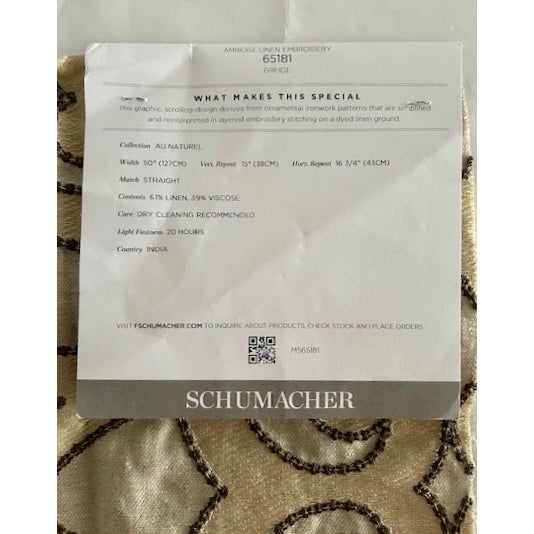 AMBOISE LINEN EMBROIDERY
65181
GREIGE
WHAT MAKES THIS SPECIAL
This graphic, scrolling design derives from ornamental ironwork patterns that are simplified
and reinterpreted in layered embroidery stitching on a dyed linen ground.
Collection AU NATUREL
Width 50" (127CM) Vert. Repeat 15" (38CM) Horz. Repeat 16 3/4" (43CM)
Match STRAIGHT
Contents 61% LINEN, 39% VISCOSE
Care DRY CLEANING RECOMMENDED
Light Fastness 20 HOURS
Country INDIA
VISIT FSCHUMACHER.COM TO INQUIRE ABOUT PRODUCTS, CHECK STOCK AND PLACE ORDERS
MS65181
SCHUMACHER